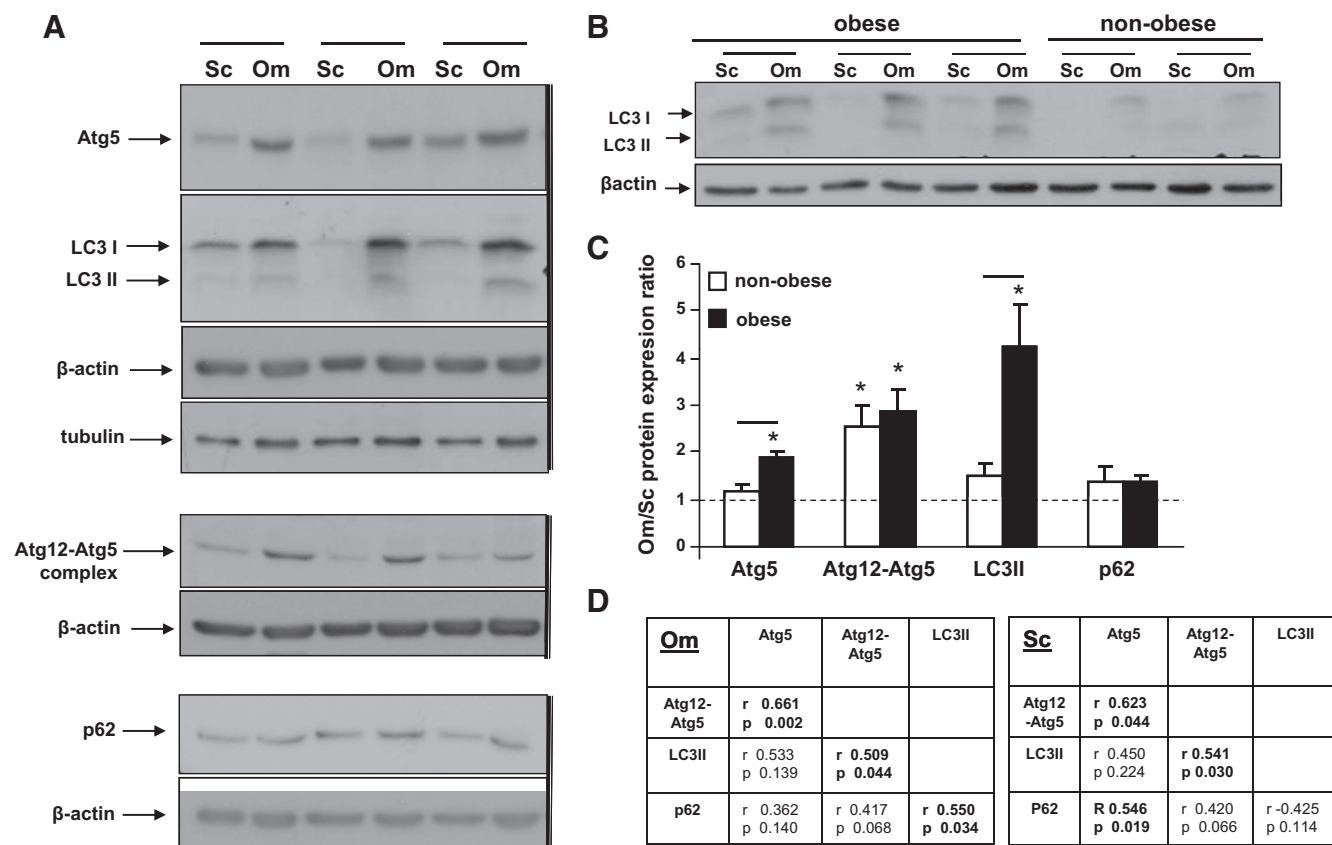 A
Sc Om Sc Om Sc Om
Atg5
LC3 I
LC3 II
β-actin
tubulin
Atg12-Atg5
complex
β-actin
p62
β-actin
B
obese non-obese
Sc Om Sc Om Sc Om Sc Om Sc Om
LC3 I
LC3 II
βactin
C
Om/Sc protein expresion ratio
6
5
4
3
2
1
0
non-obese
obese
*
* *
*
Atg5 Atg12-Atg5 LC3II p62
D
Om Atg5 Atg12- LC3II
Atg5
Atg12- r 0.661
Atg5 p 0.002
LC3II r 0.533 r 0.509
p 0.139 p 0.044
p62 r 0.362 r 0.417 r 0.550
p 0.140 p 0.068 p 0.034
Sc Atg5 Atg12- LC3II
Atg5
Atg12 r 0.623
-Atg5 p 0.044
LC3II r 0.450 r 0.541
p 0.224 p 0.030
P62 R 0.546 r 0.420 r -0.425
p 0.019 p 0.066 p 0.114